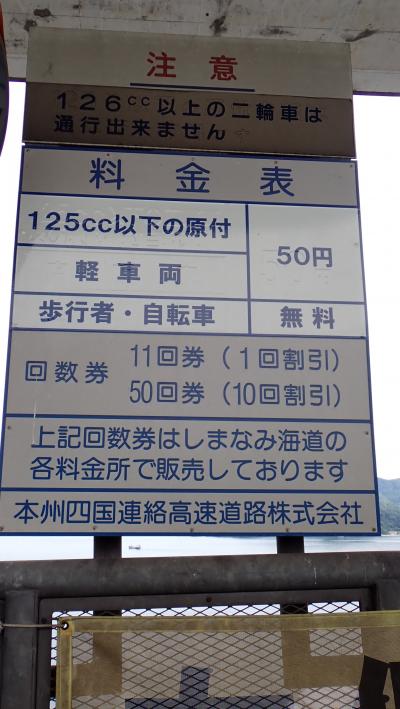 注意
126cc以上の二輪車は
通行出来ません
料金表
125cc以下の原付
50円
軽車両
歩行者・自転車 無料
回数券 11回券(1回割引)
50回券(10回割引)
上記回数券はしまなみ海道の
各料金所で販売しております
本州四国連絡高速道路株式会社